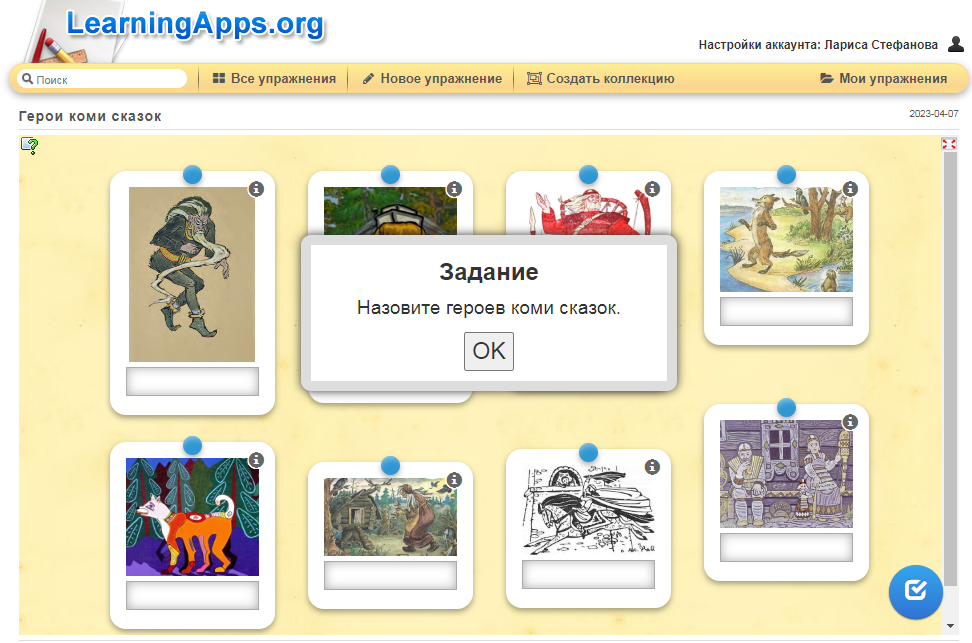 LearningApps.org
Настройки аккаунта: Лариса Стефанова
Поиск
Все упражнения
Новое упражнение
Создать коллекцию
Мои упражнения
Герои коми сказок
2023-04-07
Задание
Назовите героев коми сказок.
OK